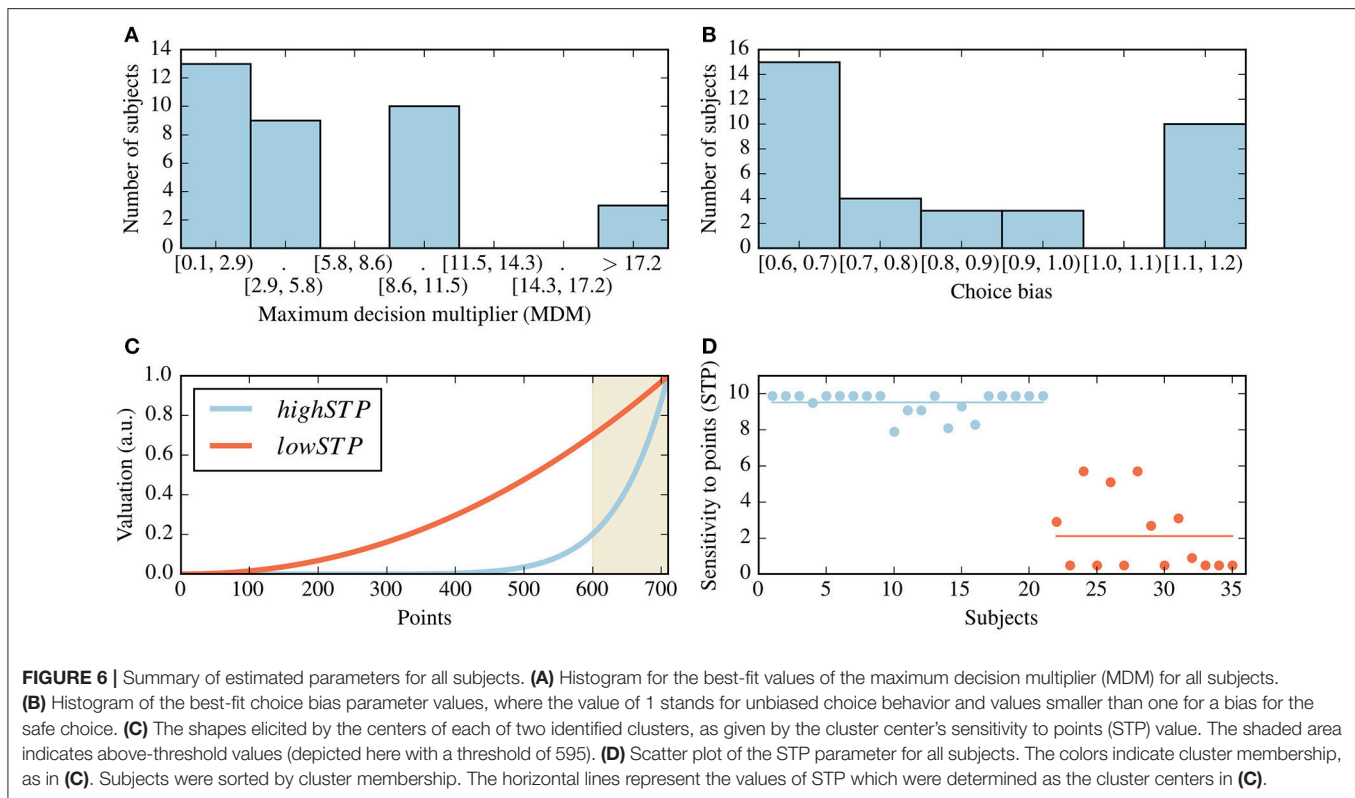 A
14
12
10
8
6
4
2
0
Number of subjects
[0.1, 2.9) . [5.8, 8.6) . [11.5, 14.3) . > 17.2
[2.9, 5.8) [8.6, 11.5) [14.3, 17.2)
Maximum decision multiplier (MDM)
B
16
14
12
10
8
6
4
2
0
Number of subjects
[0.6, 0.7) [0.7, 0.8) [0.8, 0.9) [0.9, 1.0) [1.0, 1.1) [1.1, 1.2)
Choice bias
C
1.0
0.8
0.6
0.4
0.2
0.0
Valuation (a.u.)
highSTP
lowSTP
0 100 200 300 400 500 600 700
Points
D
10
8
6
4
2
0
Sensitivity to points (STP)
5 10 15 20 25 30 35
Subjects
FIGURE 6 | Summary of estimated parameters for all subjects. (A) Histogram for the best-fit values of the maximum decision multiplier (MDM) for all subjects.
(B) Histogram of the best-fit choice bias parameter values, where the value of 1 stands for unbiased choice behavior and values smaller than one for a bias for the
safe choice. (C) The shapes elicited by the centers of each of two identified clusters, as given by the cluster center's sensitivity to points (STP) value. The shaded area
indicates above-threshold values (depicted here with a threshold of 595). (D) Scatter plot of the STP parameter for all subjects. The colors indicate cluster membership,
as in (C). Subjects were sorted by cluster membership. The horizontal lines represent the values of STP which were determined as the cluster centers in (C).